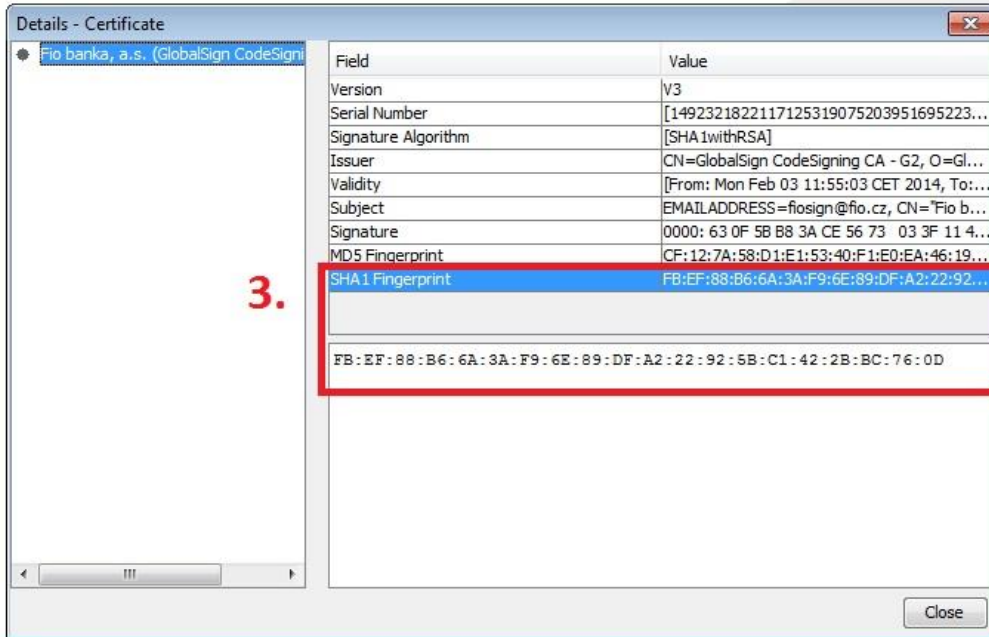 Details - Certificate
Fio banka, a.s. (GlobalSign CodeSigni
Field Value
Version V3
Serial Number [1492321822117125319075203951695223...
Signature Algorithm [SHA1withRSA]
Issuer CN=GlobalSign CodeSigning CA - G2, O=Gl...
Validity [From: Mon Feb 03 11:55:03 CET 2014, To:...
Subject EMAILADDRESS=fiosign@fio.cz, CN="Fio b...
Signature 0000: 63 0F 5B B8 3A CE 56 73 03 3F 11 4...
MD5 Fingerprint CF:12:7A:58:D1:E1:53:40:F1:E0:EA:46:19...
SHA1 Fingerprint FB:EF:88:B6:6A:3A:F9:6E:89:DF:A2:22:92...
3.
FB:EF:88:B6:6A:3A:F9:6E:89:DF:A2:22:92:5B:C1:42:2B:BC:76:0D
Close